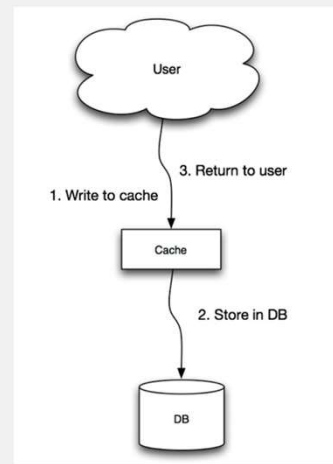 User
3. Return to user
1. Write to cache
Cache
2. Store in DB
DB